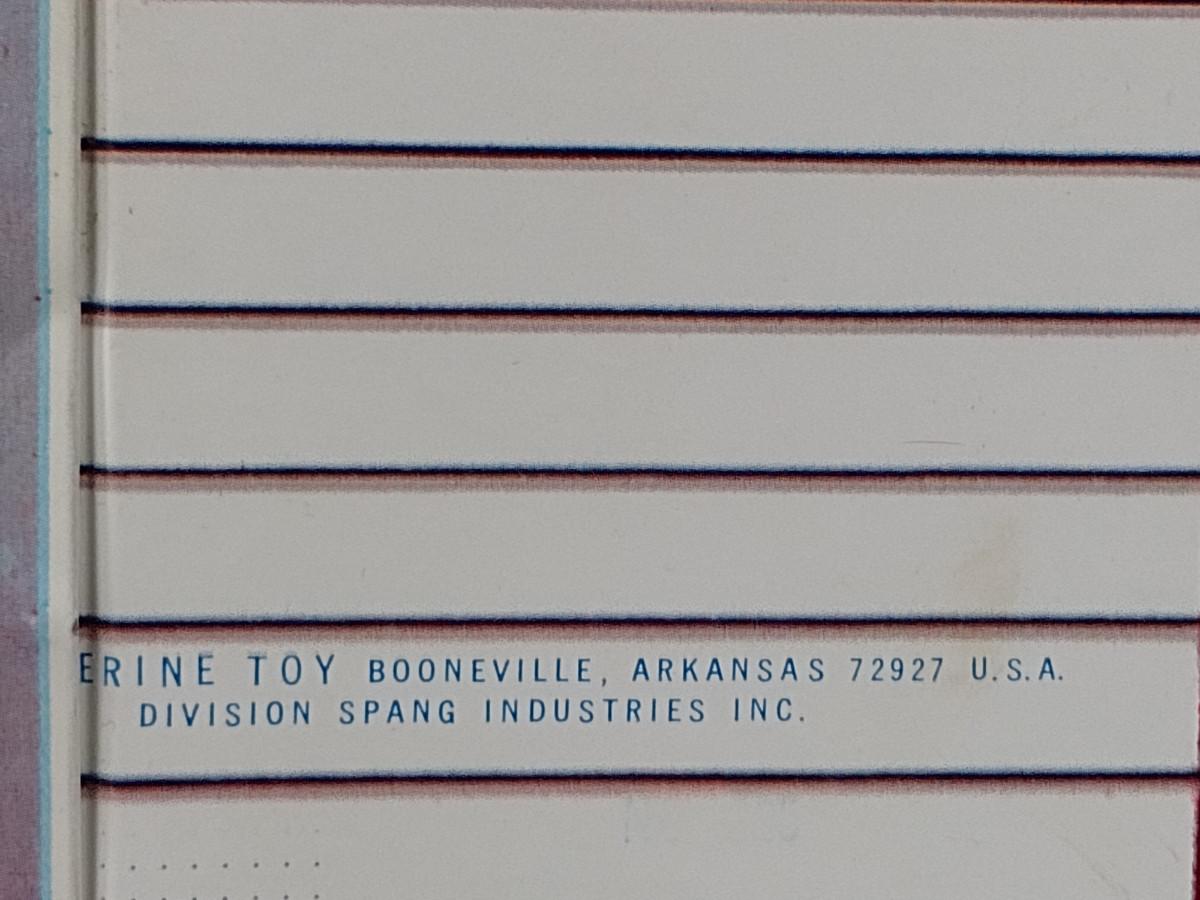 ERINE TOY BOONEVILLE, ARKANSAS 72927 U.S.A.
DIVISION SPANG INDUSTRIES INC.